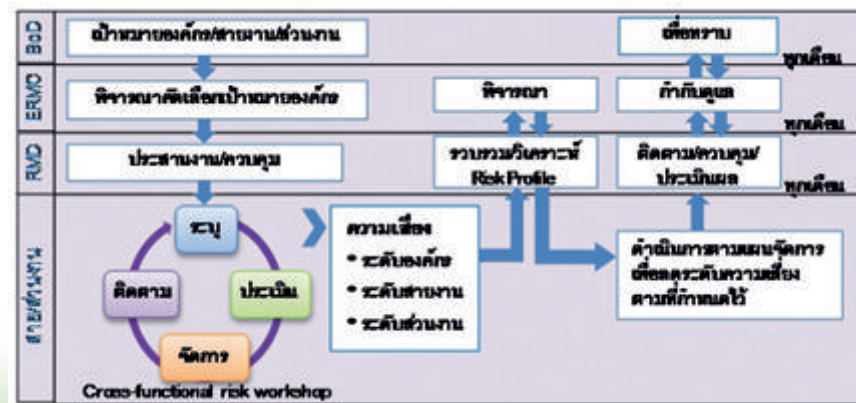 BoD
เป้าหมายองค์กร/สายงาน/ส่วนงาน
เพื่อทราบ
ทุกเดือน
ERMC
พิจารณาคัดเลือกเป้าหมายองค์กร
พิจารณา
กำกับดูแล
ทุกเดือน
RMD
ประสานงาน/ควบคุม
รวบรวม/วิเคราะห์
Risk Profile
ติดตาม/ควบคุม/
ประเมินผล
ทุกเดือน
สาย/ส่วนงาน
ระบุ
ประเมิน
จัดการ
ติดตาม
Cross-functional risk workshop
ความเสี่ยง
• ระดับองค์กร
• ระดับสายงาน
• ระดับส่วนงาน
ดำเนินการตามแผนจัดการ
เพื่อลดระดับความเสี่ยง
ตามที่กำหนดไว้